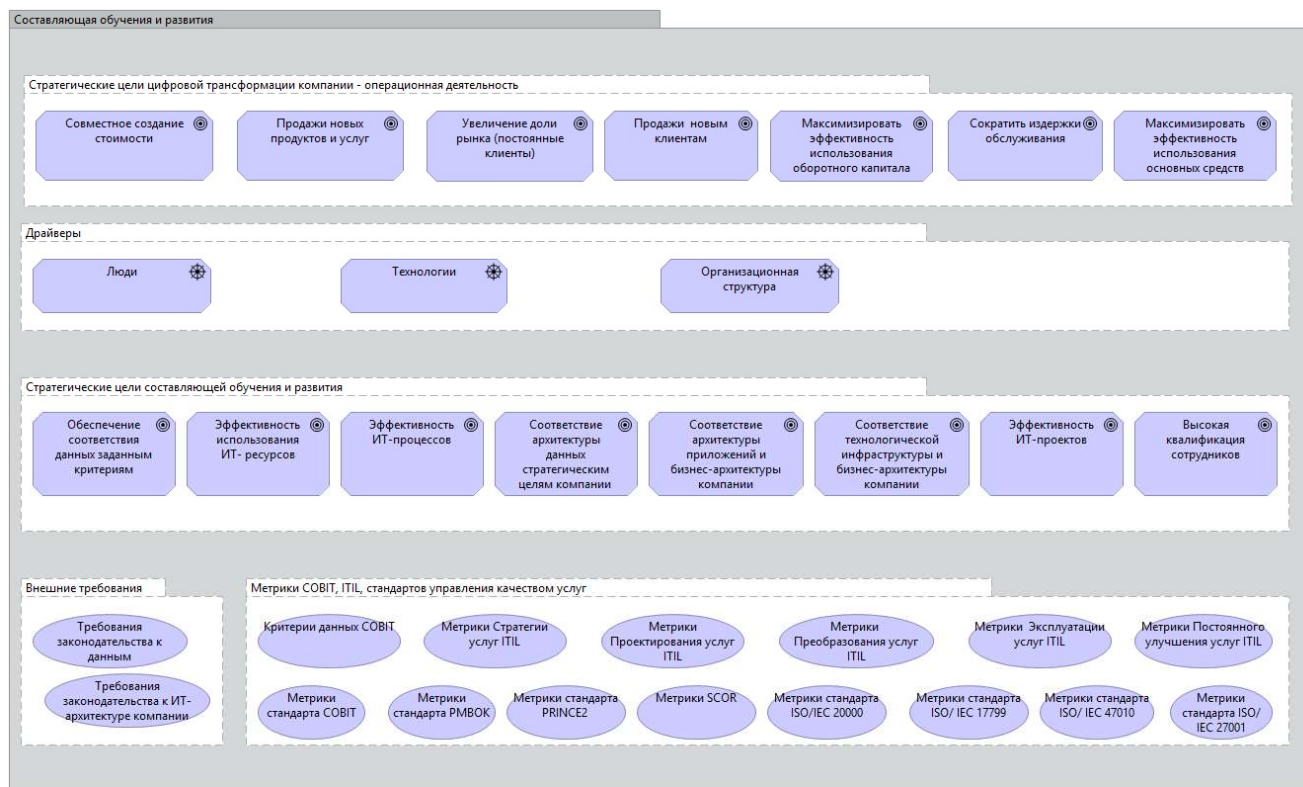 Составляющая обучения и развития
Стратегические цели цифровой трансформации компании - операционная деятельность
Совместное создание
стоимости
Продажи новых
продуктов и услуг
Увеличение доли
рынка (постоянные
клиенты)
Продажи новым
клиентам
Максимизировать
эффективность
использования
оборотного капитала
Сократить издержки
обслуживания
Максимизировать
эффективность
использования
основных средств
Драйверы
Люди
Технологии
Организационная
структура
Стратегические цели составляющей обучения и развития
Обеспечение
соответствия
данных заданным
критериям
Эффективность
использования
ИТ- ресурсов
Эффективность
ИТ-процессов
Соответствие
архитектуры
данных
стратегическим
целям компании
Соответствие
архитектуры
приложений и
бизнес-архитектуры
компании
Соответствие
технологической
инфраструктуры и
бизнес-архитектуры
компании
Эффективность
ИТ-проектов
Высокая
квалификация
сотрудников
Внешние требования
Требования
законодательства к
данным
Требования
законодательства к ИТ-
архитектуре компании
Метрики COBIT, ITIL, стандартов управления качеством услуг
Критерии данных COBIT
Метрики Стратегии
услуг ITIL
Метрики
Проектирования услуг
ITIL
Метрики
Преобразования услуг
ITIL
Метрики Эксплуатации
услуг ITIL
Метрики Постоянного
улучшения услуг ITIL
Метрики
стандарта COBIT
Метрики
стандарта PMBOK
Метрики стандарта
PRINCE2
Метрики SCOR
Метрики стандарта
ISO/IEC 20000
Метрики стандарта
ISO/ IEC 17799
Метрики стандарта
ISO/ IEC 47010
Метрики
стандарта ISO/
IEC 27001